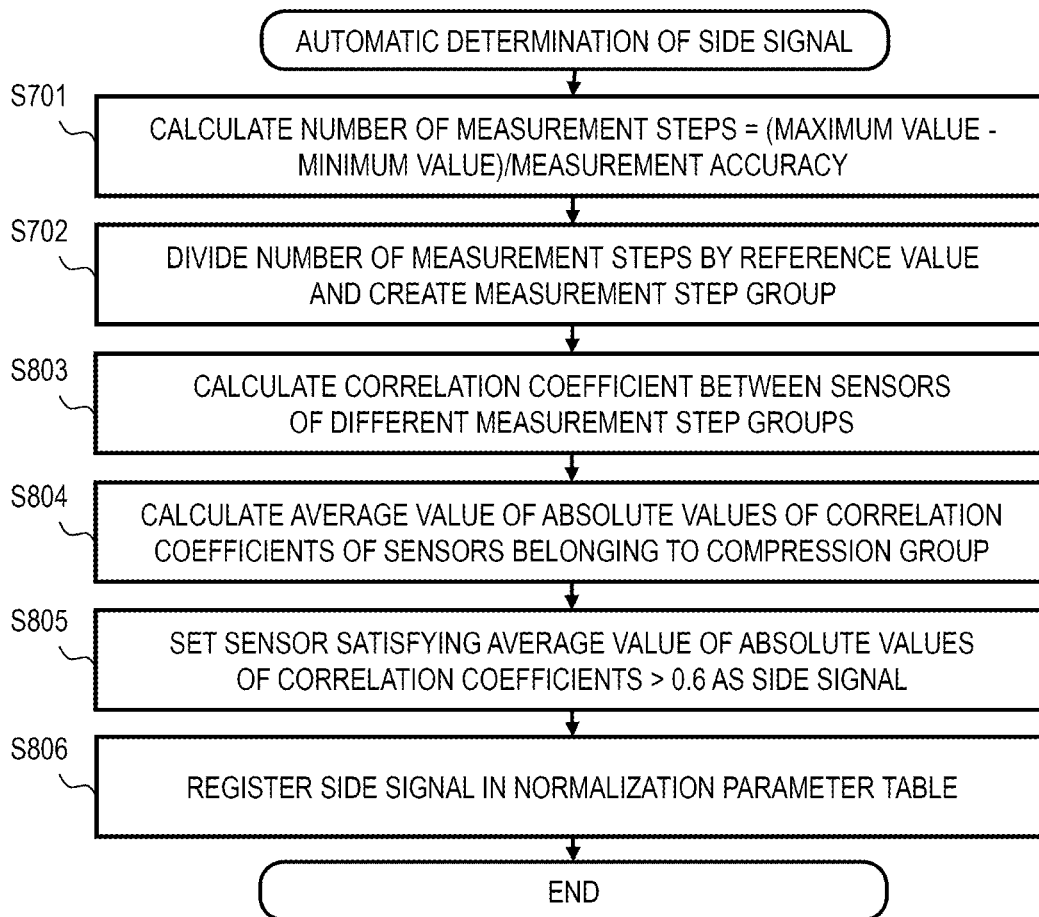 AUTOMATIC DETERMINATION OF SIDE SIGNAL
S701
CALCULATE NUMBER OF MEASUREMENT STEPS = (MAXIMUM VALUE -
MINIMUM VALUE)/MEASUREMENT ACCURACY
S702
DIVIDE NUMBER OF MEASUREMENT STEPS BY REFERENCE VALUE
AND CREATE MEASUREMENT STEP GROUP
S803
CALCULATE CORRELATION COEFFICIENT BETWEEN SENSORS
OF DIFFERENT MEASUREMENT STEP GROUPS
S804
CALCULATE AVERAGE VALUE OF ABSOLUTE VALUES OF CORRELATION
COEFFICIENTS OF SENSORS BELONGING TO COMPRESSION GROUP
S805
SET SENSOR SATISFYING AVERAGE VALUE OF ABSOLUTE VALUES
OF CORRELATION COEFFICIENTS > 0.6 AS SIDE SIGNAL
S806
REGISTER SIDE SIGNAL IN NORMALIZATION PARAMETER TABLE
END